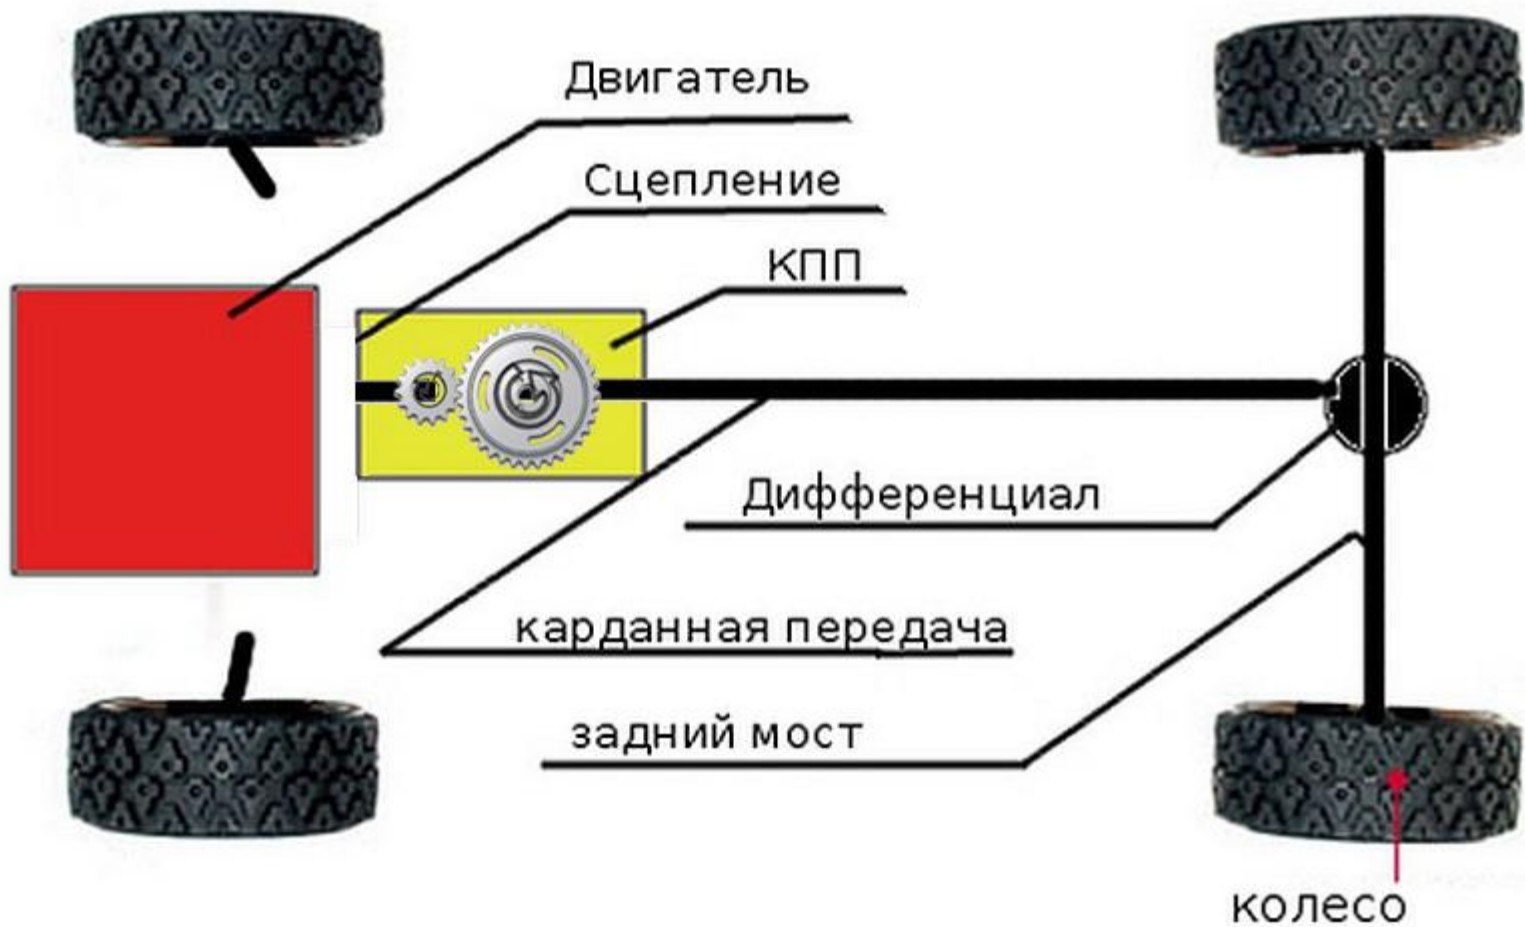 Двигатель
Сцепление
КПП
Дифференциал
карданная передача
задний мост
колесо